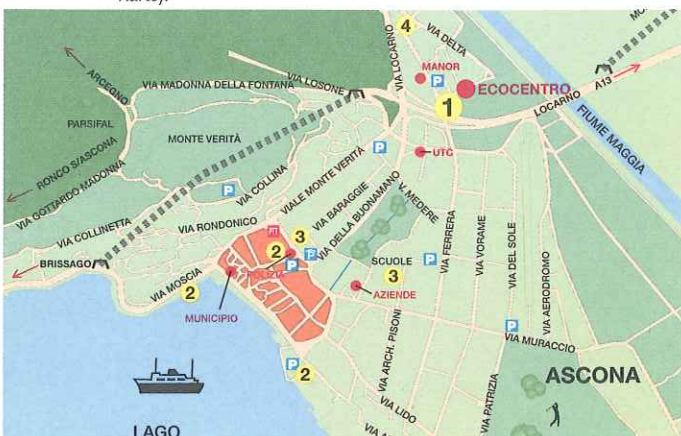 Karte).
4
VIA DELTA
VIA LOCARNO
MANOR
P
ECOCENTRO
1
LOCARNO
A13
FIUME MAGGIA
ARCEGNO
VIA MADONNA DELLA FONTANA
VIA LOSONE
PARSIFAL
MONTE VERITÀ
RONCO S/ASCONA
VIA GOTTARDO-MADONNA
P
VIA COLLINA
VIALE MONTE VERITÀ
P
UTC
VIA BARAGGIE
VIA DELLA BUONAMANO
V. MEDERE
VIA COLLINETTA
VIA RONDONICO
PT
3
2
P
P
BRISSAGO
VIA MOSCIA
2
POLIZIA
MUNICIPIO
SCUOLE
3
P
AZIENDE
VIA FERRERA
VIA VORAME
VIA DEL SOLE
VIA AERODROMO
P
VIA MURACCIO
VIA ARCH. PISONI
P
2
VIA LIDO
VIA PATRIZIA
ASCONA
LAGO